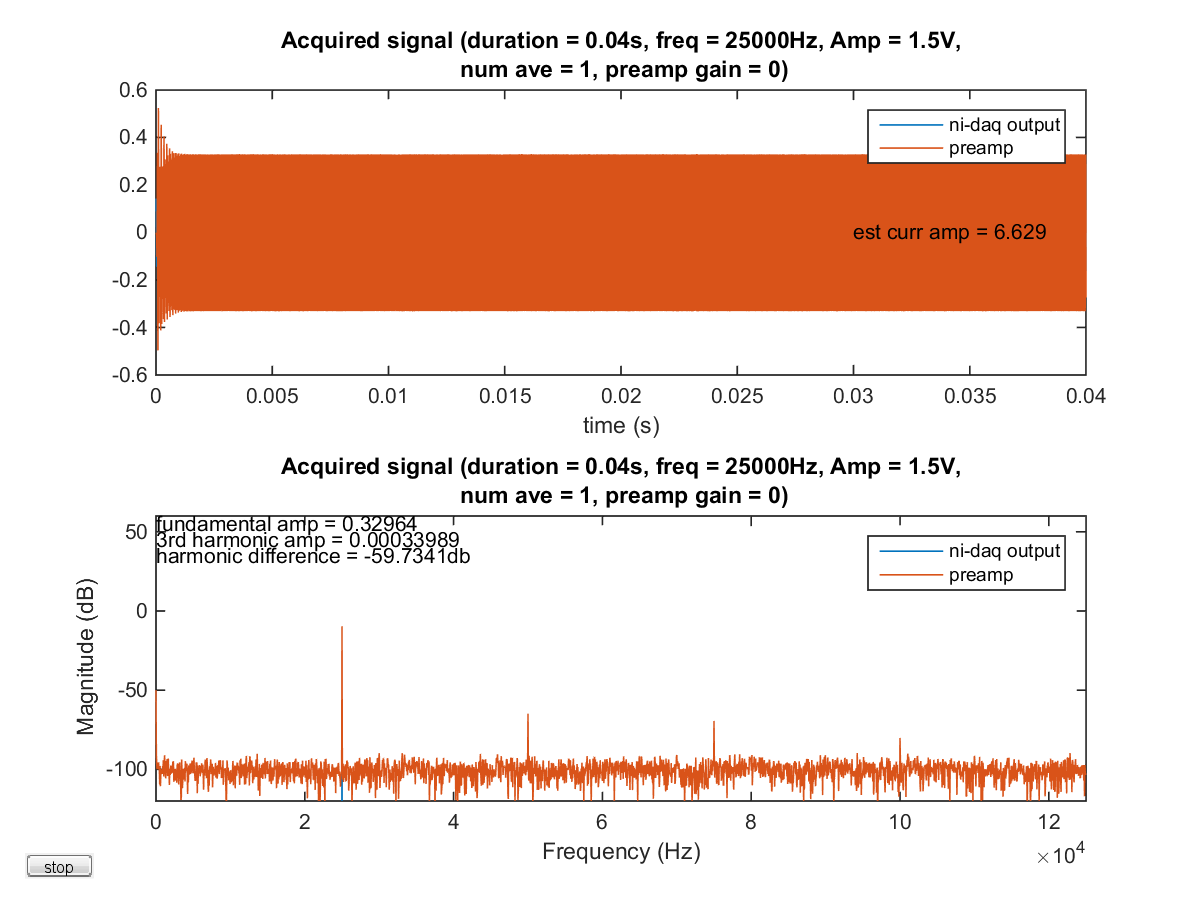 Acquired signal (duration = 0.04s, freq = 25000Hz, Amp = 1.5V,
num ave = 1, preamp gain = 0)
0.6
0.4
0.2
0
-0.2
-0.4
-0.6
ni-daq output
preamp
est curr amp = 6.629
0 0.005 0.01 0.015 0.02 0.025 0.03 0.035 0.04
time (s)
Acquired signal (duration = 0.04s, freq = 25000Hz, Amp = 1.5V,
num ave = 1, preamp gain = 0)
fundamental amp = 0.32964
3rd harmonic amp = 0.00033989
harmonic difference = -59.7341db
ni-daq output
preamp
Magnitude (dB)
50
0
-50
-100
0 2 4 6 8 10 12
Frequency (Hz)
×10⁴
stop